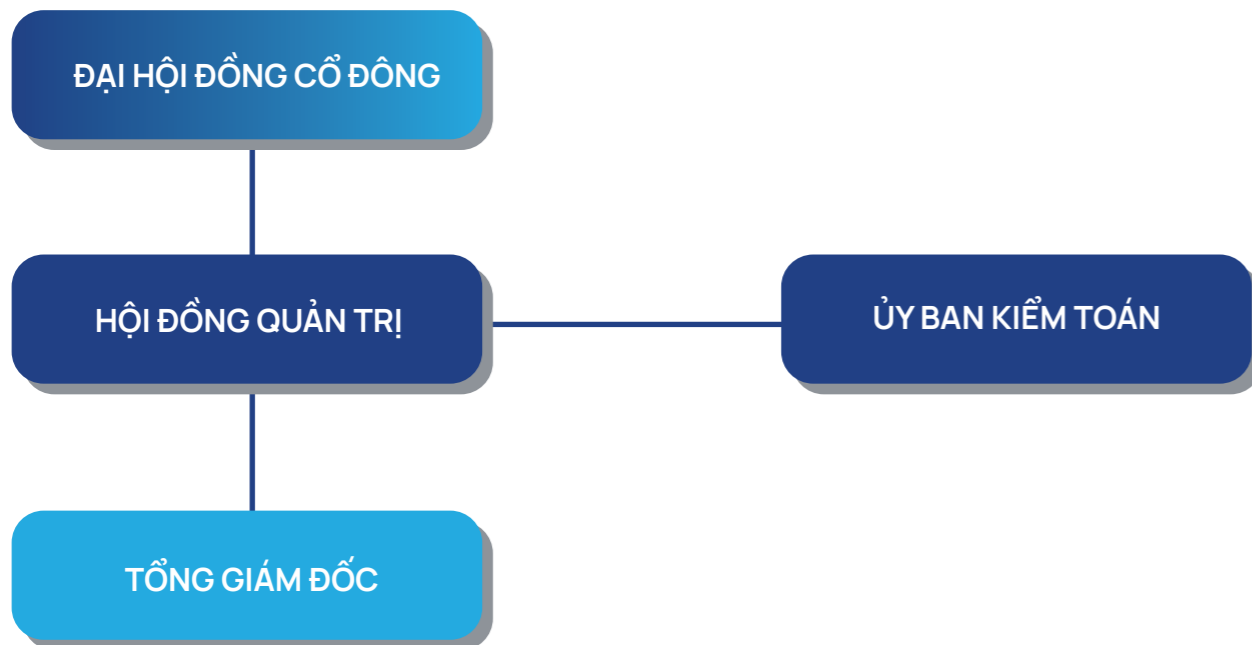 ĐẠI HỘI ĐỒNG CỔ ĐÔNG
HỘI ĐỒNG QUẢN TRỊ
ỦY BAN KIỂM TOÁN
TỔNG GIÁM ĐỐC